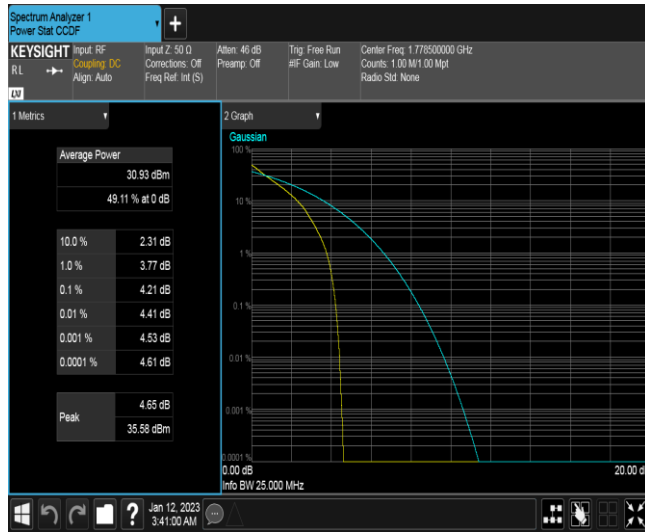 Spectrum Analyzer 1
Power Stat CCDF
+
KEYSIGHT
RL
LXI
Input: RF
Coupling: DC
Align: Auto
Input Z: 50 Ω
Corrections: Off
Freq Ref: Int (S)
Atten: 46 dB
Preamp: Off
Trig: Free Run
#IF Gain: Low
Center Freq: 1.778500000 GHz
Counts: 1.00 M/1.00 Mpt
Radio Std: None
1 Metrics
Average Power
30.93 dBm
49.11 % at 0 dB
10.0 % 2.31 dB
1.0 % 3.77 dB
0.1 % 4.21 dB
0.01 % 4.41 dB
0.001 % 4.53 dB
0.0001 % 4.61 dB
Peak
4.65 dB
35.58 dBm
2 Graph
Gaussian
100 %
10 %
1 %
0.1 %
0.01 %
0.001 %
0.0001 %
0.00 dB
20.00 d
Info BW 25.000 MHz
?
Jan 12, 2023
3:41:00 AM